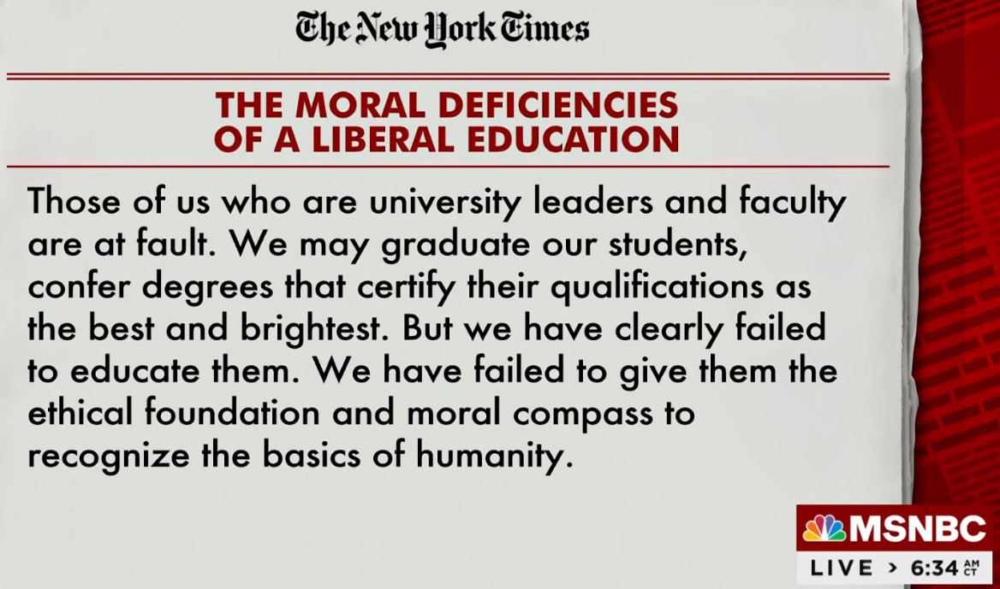 The New York Times
THE MORAL DEFICIENCIES
OF A LIBERAL EDUCATION
Those of us who are university leaders and faculty
are at fault. We may graduate our students,
confer degrees that certify their qualifications as
the best and brightest. But we have clearly failed
to educate them. We have failed to give them the
ethical foundation and moral compass to
recognize the basics of humanity.
MSNBC
LIVE > 6:34 AM CT